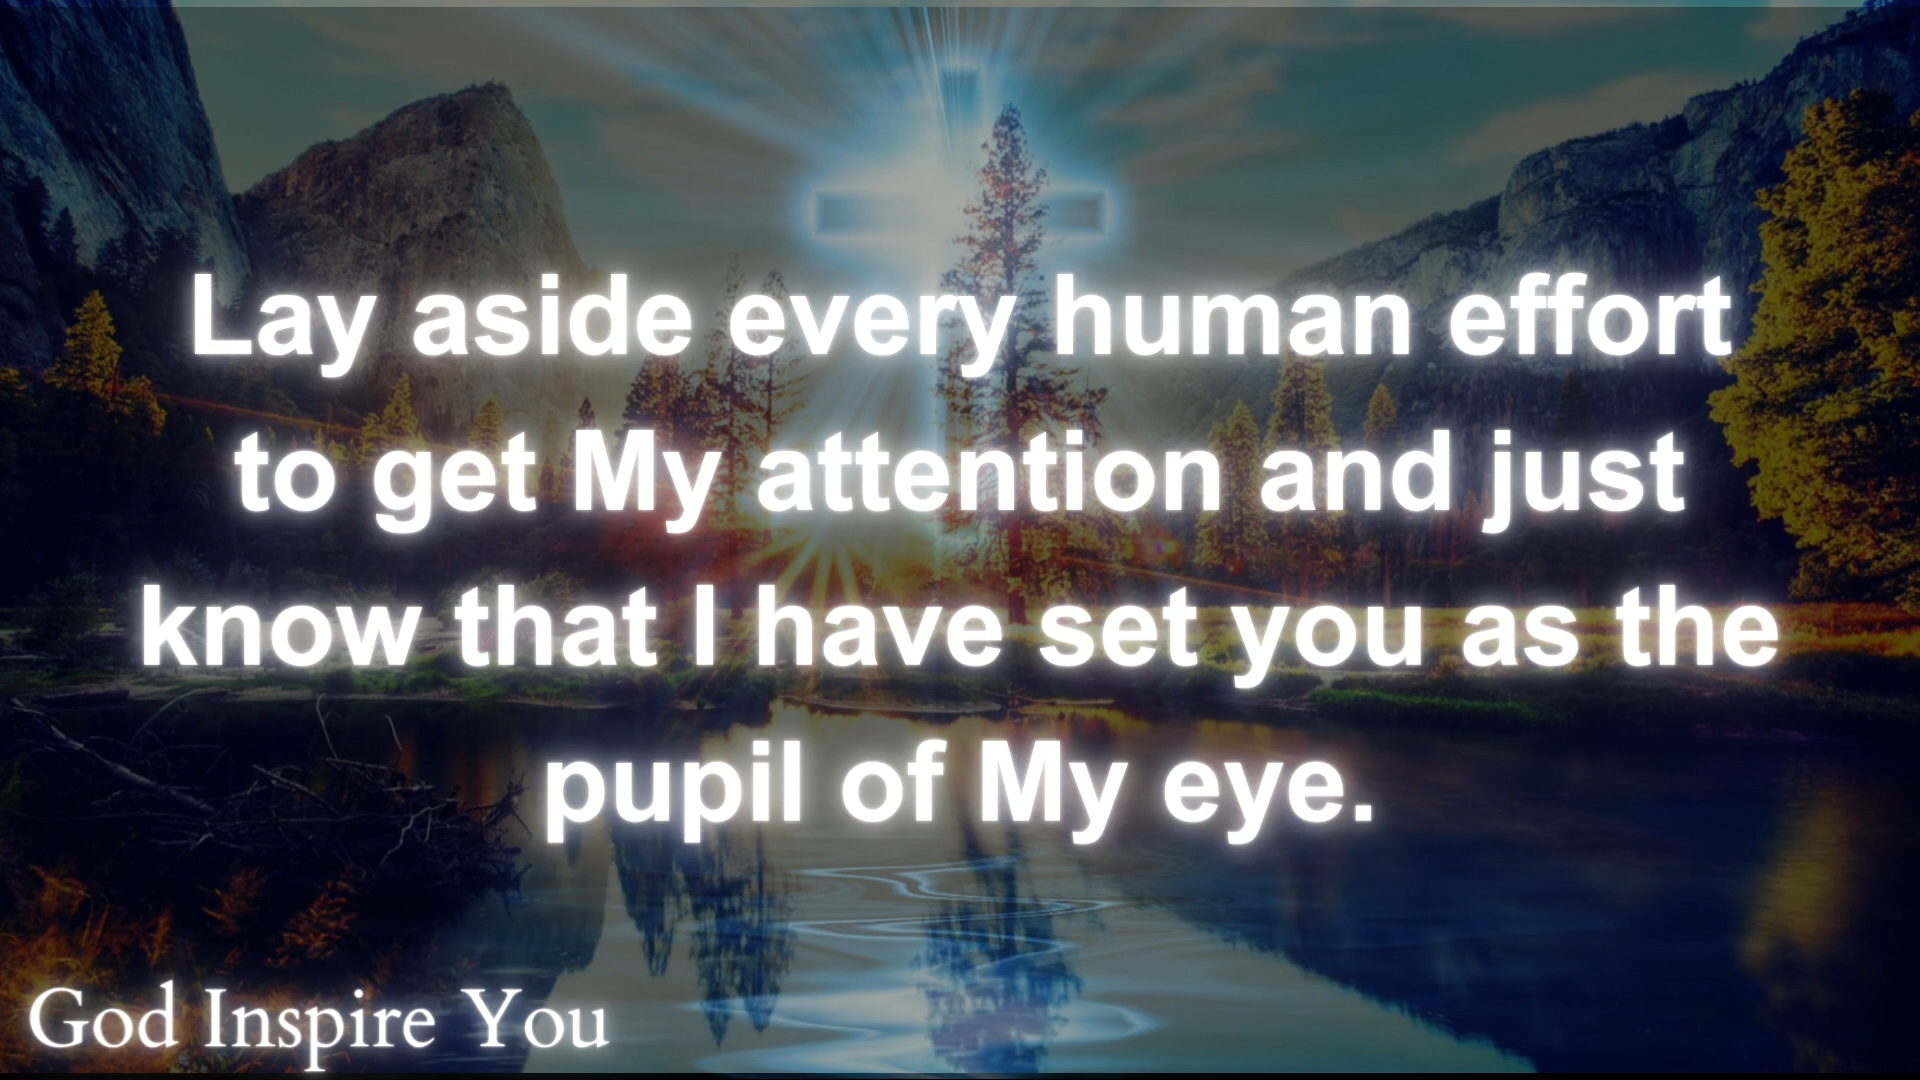 Lay aside every human effort
to get My attention and just
know that I have set you as the
pupil of My eye.
God Inspire You